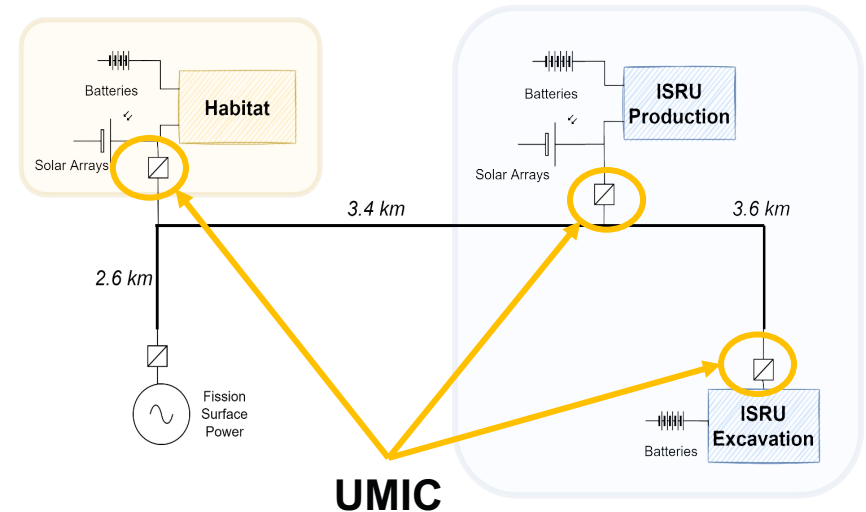 Batteries
Habitat
Solar Arrays
Batteries
ISRU
Production
Solar Arrays
3.4 km
3.6 km
2.6 km
Fission
Surface
Power
ISRU
Excavation
Batteries
UMIC